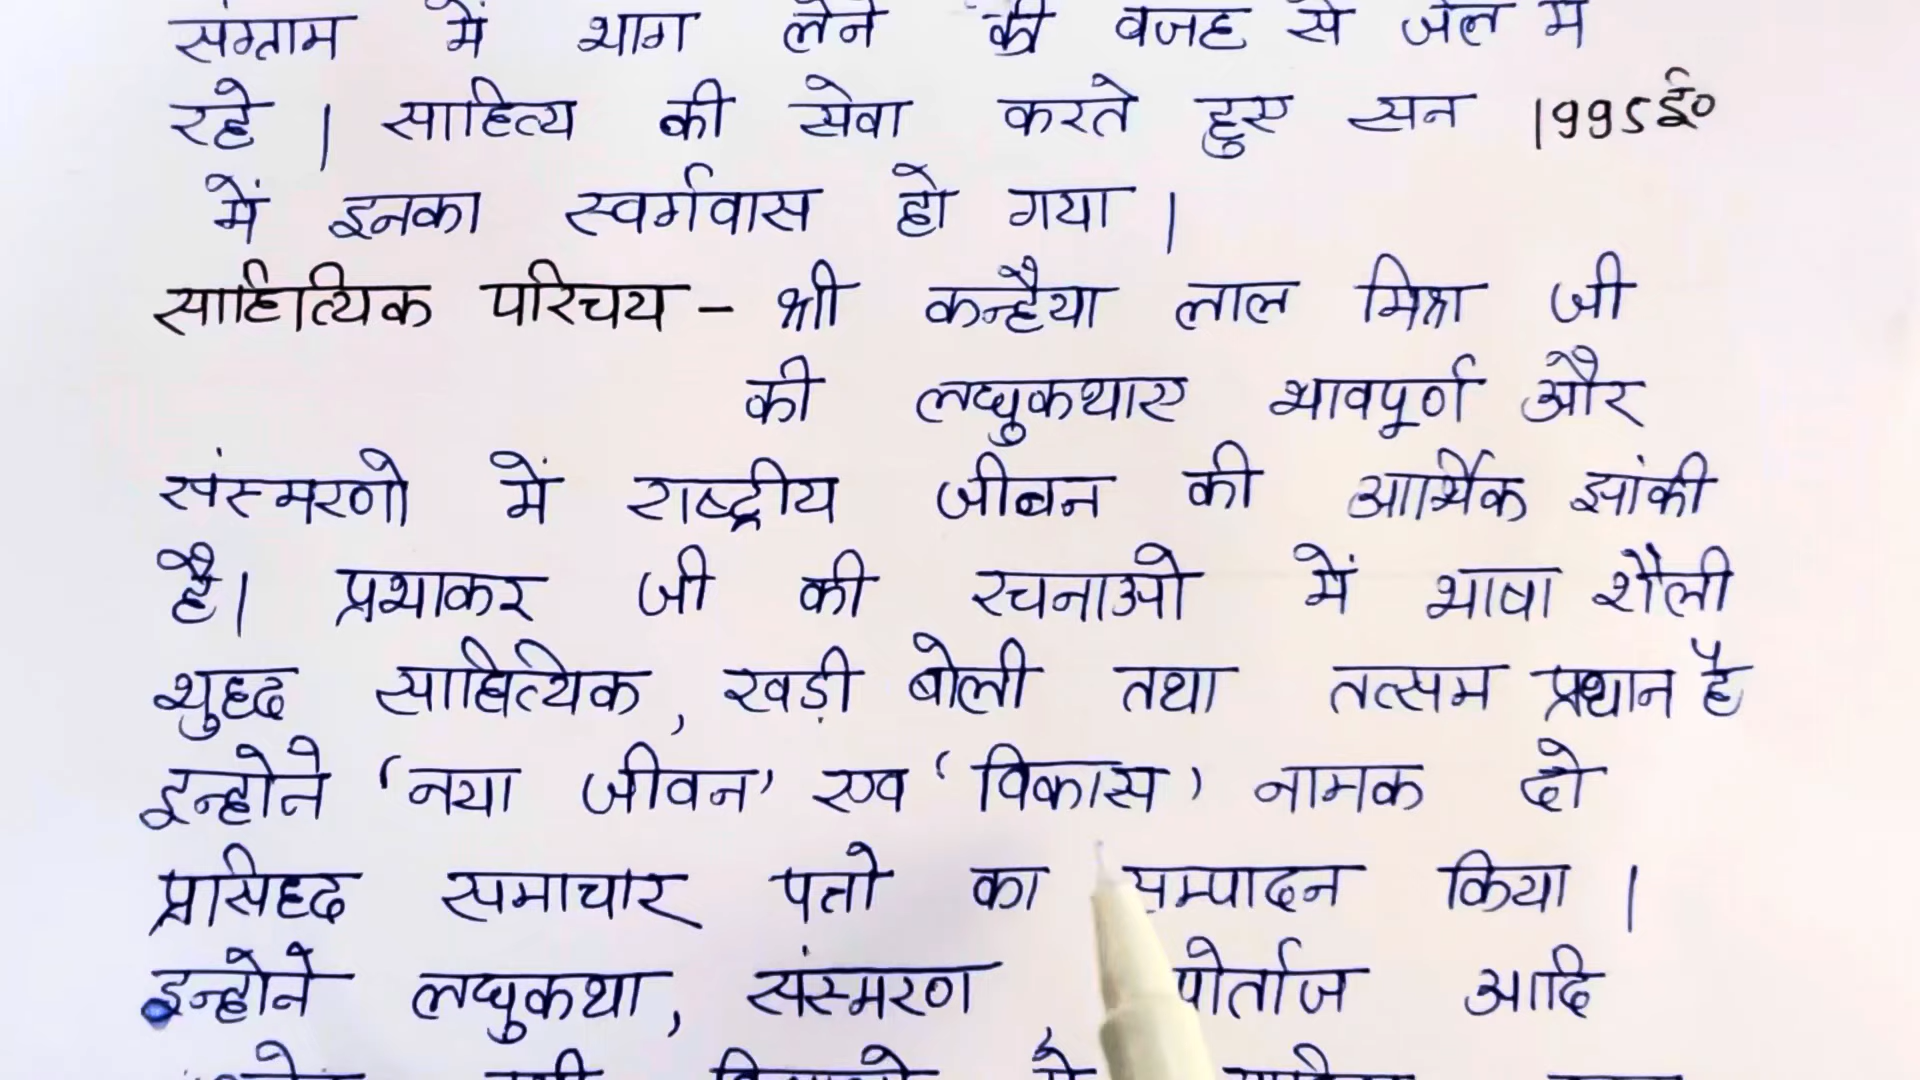 संग्राम में भाग लेने की वजह से जेल में
रहे । साहित्य की सेवा करते हुए सन 1995ई०
में इनका स्वर्गवास हो गया ।
साहित्यिक परिचय - श्री कन्हैया लाल मिश्रा जी
की लघुकथाए भावपूर्ण और
संस्मरणो में राष्ट्रीय जीबन की आर्मिक झांकी
है। प्रभाकर जी की रचनाओ में भाषा शैली
शुध्द साहित्यिक, खड़ी बोली तथा तत्सम प्रधान है
इन्होने 'नया जीवन' एव 'विकास' नामक दो
प्रसिध्द समाचार पत्रो का सम्पादन किया ।
इन्होने लघुकथा, संस्मरण , पोर्ताज आदि